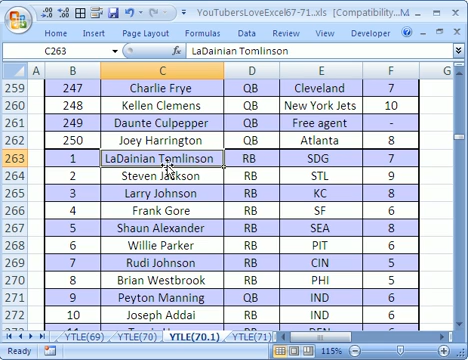 YouTubersLoveExcel67-71.xls [Compatibility...
Home Insert Page Layout Formulas Data Review View Developer
C263 fx LaDainian Tomlinson
A B C D E F G
259 247 Charlie Frye QB Cleveland 7
260 248 Kellen Clemens QB New York Jets 10
261 249 Daunte Culpepper QB Free agent -
262 250 Joey Harrington QB Atlanta 8
263 1 LaDainian Tomlinson RB SDG 7
264 2 Steven Jackson RB STL 9
265 3 Larry Johnson RB KC 8
266 4 Frank Gore RB SF 6
267 5 Shaun Alexander RB SEA 8
268 6 Willie Parker RB PIT 6
269 7 Rudi Johnson RB CIN 5
270 8 Brian Westbrook RB PHI 5
271 9 Peyton Manning QB IND 6
272 10 Joseph Addai RB IND 6
YTLE(69) YTLE(70) YTLE(70.1) YTLE(71)
Ready 115%